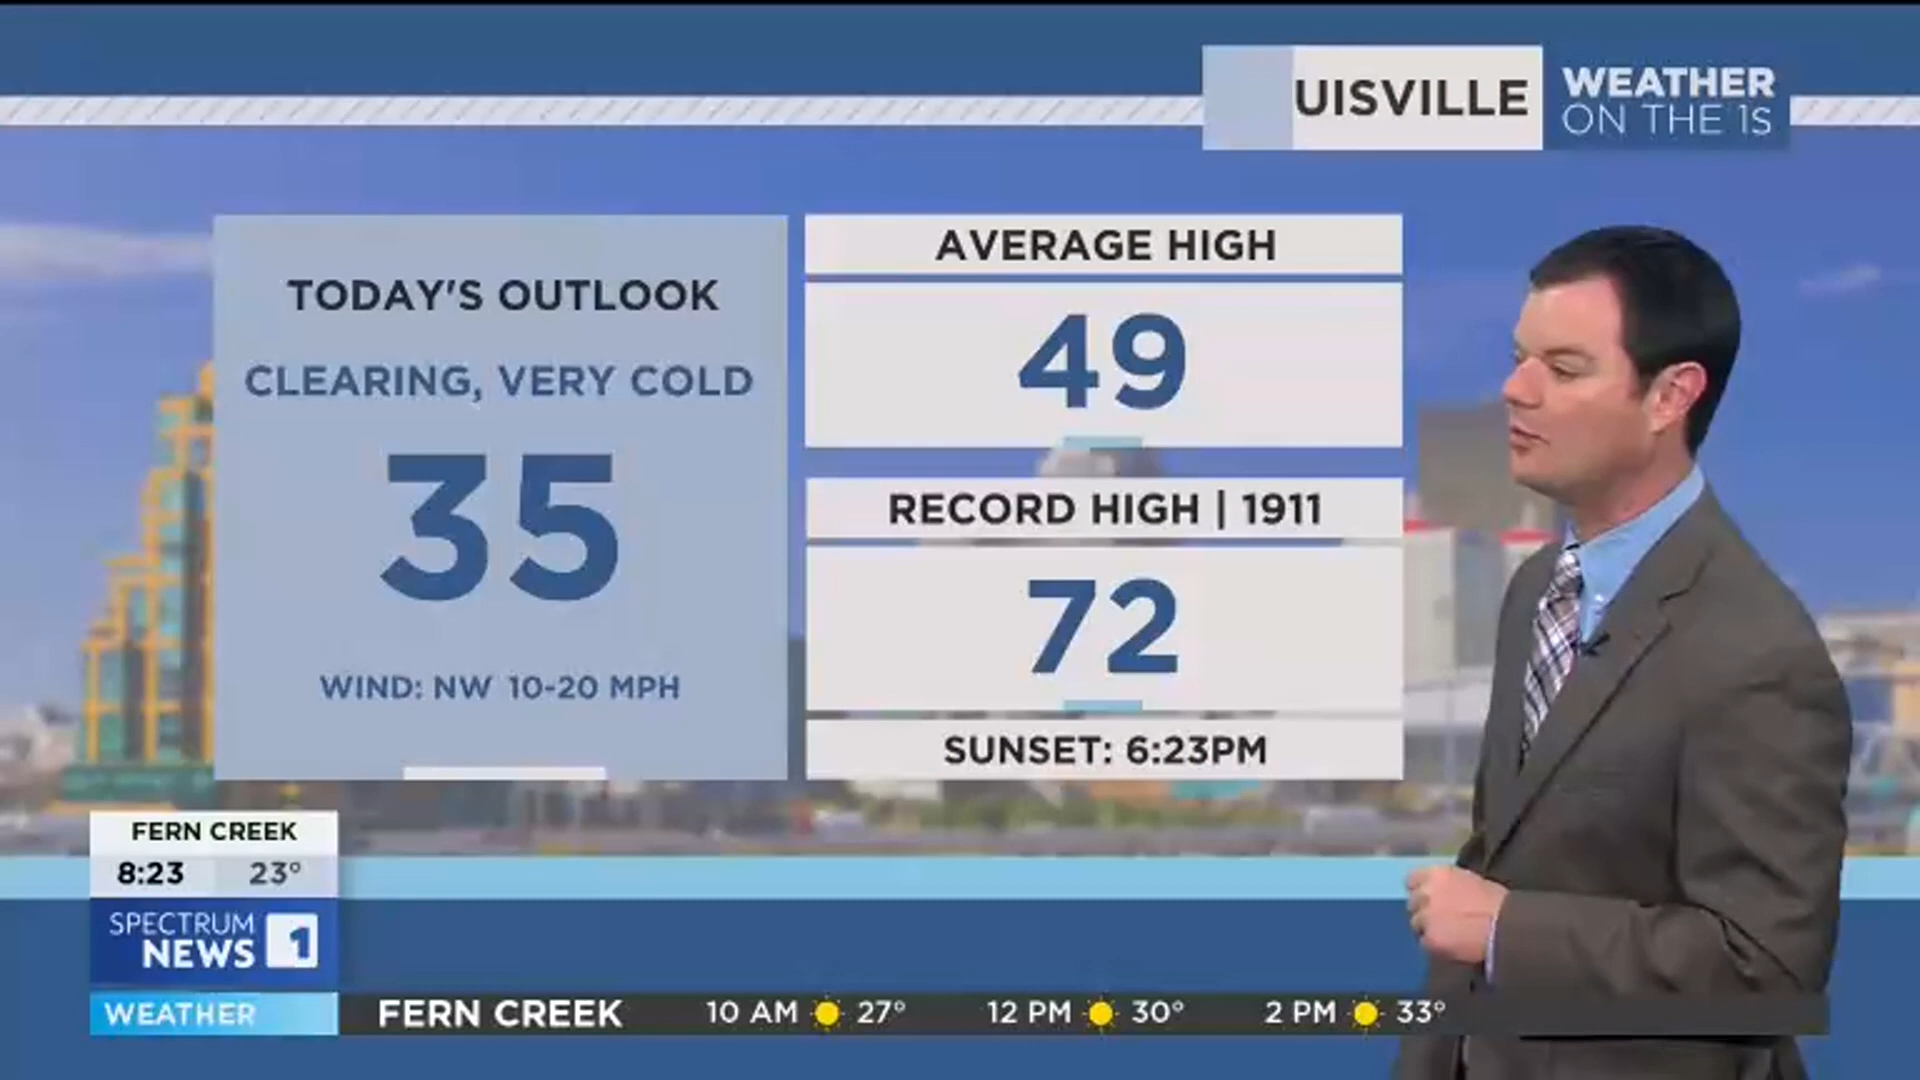 UISVILLE
WEATHER
ON THE 1S
TODAY'S OUTLOOK
CLEARING, VERY COLD
35
WIND: NW 10-20 MPH
AVERAGE HIGH
49
RECORD HIGH | 1911
72
SUNSET: 6:23PM
FERN CREEK
8:23 23°
SPECTRUM
NEWS 1
WEATHER FERN CREEK 10 AM 27° 12 PM 30° 2 PM 33°